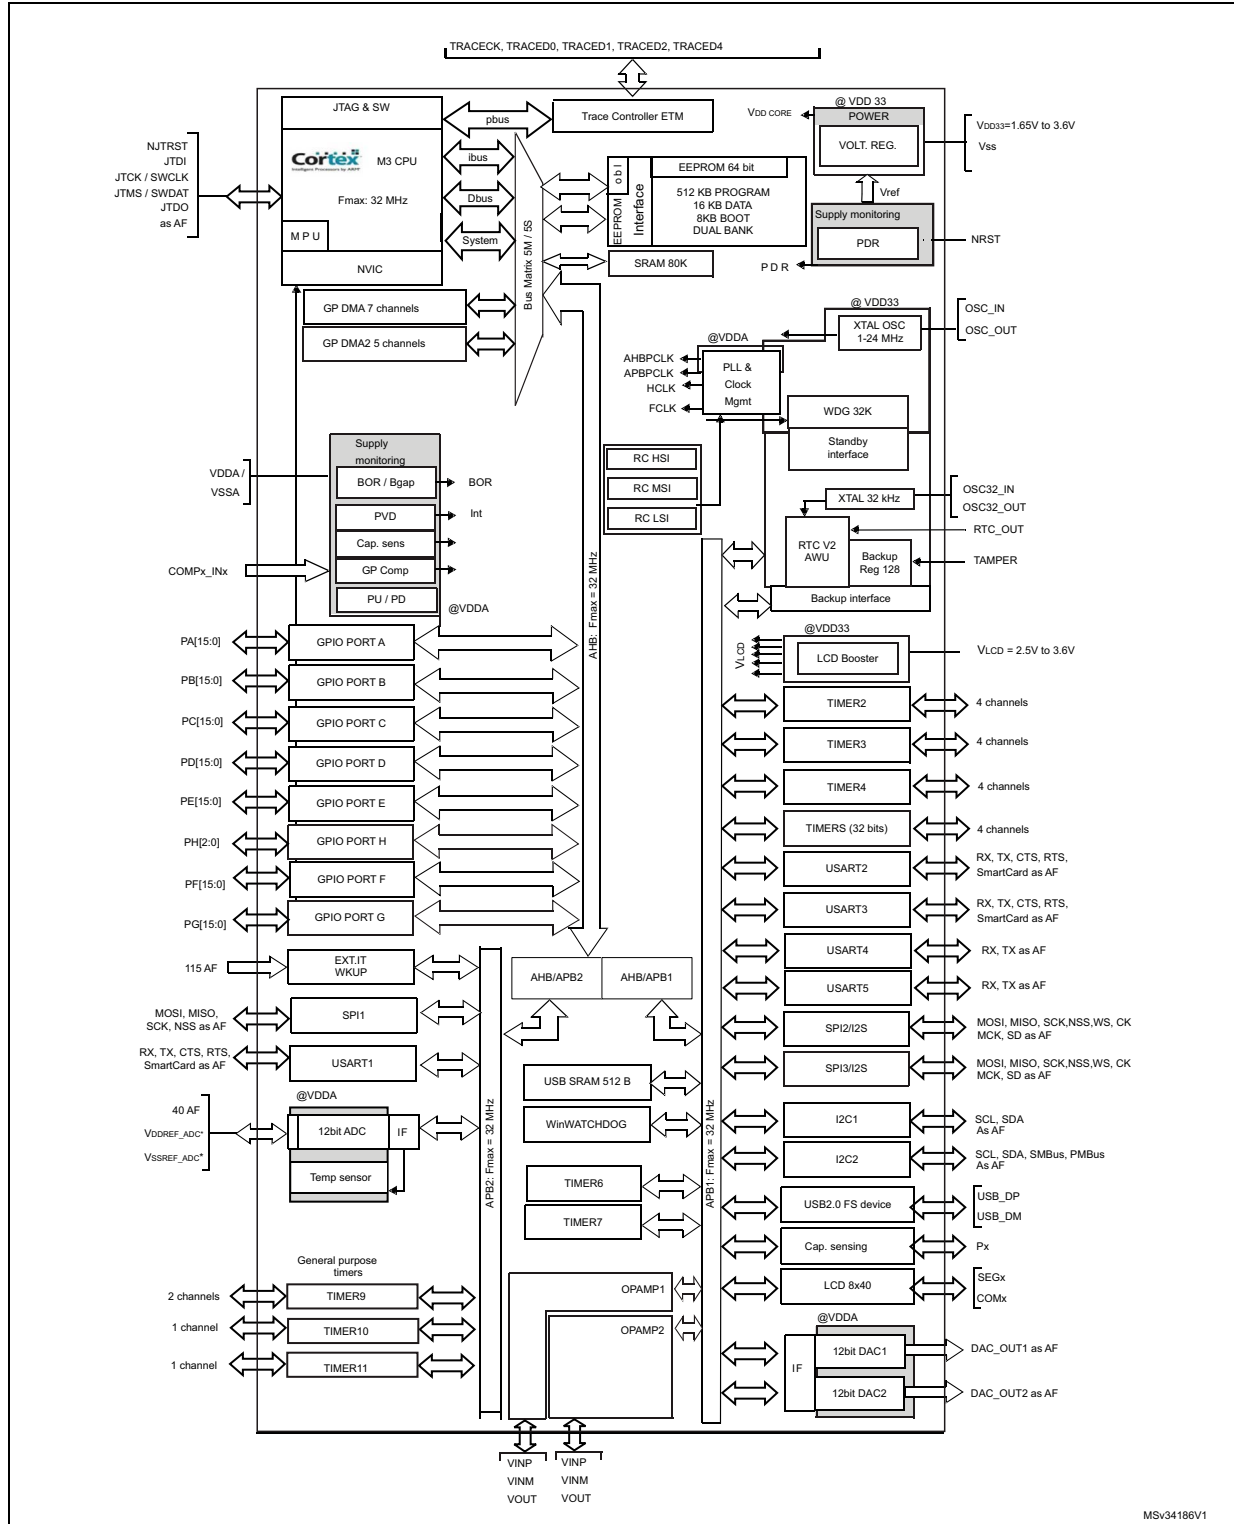 TRACECK, TRACED0, TRACED1, TRACED2, TRACED4
JTAG & SW
pbus
Trace Controller ETM
Cortex
Intelligent Processors by ARM®
M3 CPU
Fmax: 32 MHz
ibus
Dbus
System
M P U
NVIC
NJTRST
JTDI
JTCK / SWCLK
JTMS / SWDAT
JTDO
as AF
GP DMA 7 channels
GP DMA2 5 channels
Bus Matrix 5M / 5S
EEPROM
obl
Interface
EEPROM 64 bit
512 KB PROGRAM
16 KB DATA
8KB BOOT
DUAL BANK
SRAM 80K
VDD CORE
@ VDD 33
POWER
VOLT. REG.
VDD33=1.65V to 3.6V
Vss
Vref
Supply monitoring
PDR
NRST
P D R
@ VDD33
XTAL OSC
1-24 MHz
OSC_IN
OSC_OUT
@VDDA
PLL &
Clock
Mgmt
AHBPCLK
APBPCLK
HCLK
FCLK
WDG 32K
Standby
interface
RC HSI
RC MSI
RC LSI
XTAL 32 kHz
OSC32_IN
OSC32_OUT
RTC_OUT
RTC V2
AWU
Backup
Reg 128
TAMPER
Backup interface
Supply
monitoring
BOR / Bgap
PVD
Cap. sens
GP Comp
PU / PD
@VDDA
VDDA /
VSSA
BOR
Int
COMPx_INx
AHB: Fmax = 32 MHz
PA[15:0]
GPIO PORT A
PB[15:0]
GPIO PORT B
PC[15:0]
GPIO PORT C
PD[15:0]
GPIO PORT D
PE[15:0]
GPIO PORT E
PH[2:0]
GPIO PORT H
PF[15:0]
GPIO PORT F
PG[15:0]
GPIO PORT G
115 AF
EXT.IT
WKUP
MOSI, MISO,
SCK, NSS as AF
SPI1
RX, TX, CTS, RTS,
SmartCard as AF
USART1
@VDDA
40 AF
VDDREF_ADC*
VSSREF_ADC*
12bit ADC
IF
Temp sensor
General purpose
timers
2 channels
TIMER9
1 channel
TIMER10
1 channel
TIMER11
APB2: Fmax = 32 MHz
AHB/APB2
AHB/APB1
USB SRAM 512 B
WinWATCHDOG
TIMER6
TIMER7
OPAMP1
OPAMP2
VINP
VINM
VOUT
VINP
VINM
VOUT
APB1: Fmax = 32 MHz
@VDD33
VLCD
LCD Booster
VLCD = 2.5V to 3.6V
TIMER2
4 channels
TIMER3
4 channels
TIMER4
4 channels
TIMERS (32 bits)
4 channels
USART2
RX, TX, CTS, RTS,
SmartCard as AF
USART3
RX, TX, CTS, RTS,
SmartCard as AF
USART4
RX, TX as AF
USART5
RX, TX as AF
SPI2/I2S
MOSI, MISO, SCK,NSS,WS, CK
MCK, SD as AF
SPI3/I2S
MOSI, MISO, SCK,NSS,WS, CK
MCK, SD as AF
I2C1
SCL, SDA
As AF
I2C2
SCL, SDA, SMBus, PMBus
As AF
USB2.0 FS device
USB_DP
USB_DM
Cap. sensing
Px
LCD 8x40
SEGx
COMx
@VDDA
IF
12bit DAC1
DAC_OUT1 as AF
12bit DAC2
DAC_OUT2 as AF
MSv34186V1